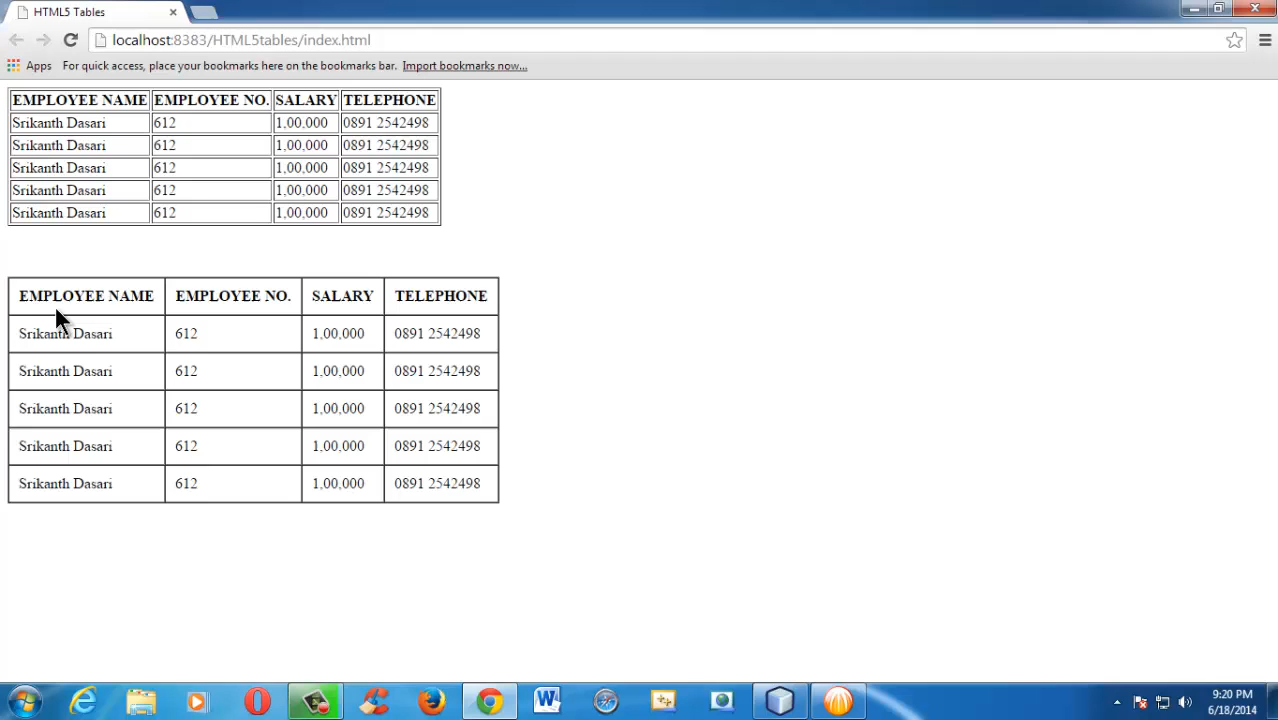 HTML5 Tables
localhost:8383/HTML5tables/index.html
Apps For quick access, place your bookmarks here on the bookmarks bar. Import bookmarks now...
EMPLOYEE NAME EMPLOYEE NO. SALARY TELEPHONE
Srikanth Dasari 612 1,00,000 0891 2542498
Srikanth Dasari 612 1,00,000 0891 2542498
Srikanth Dasari 612 1,00,000 0891 2542498
Srikanth Dasari 612 1,00,000 0891 2542498
Srikanth Dasari 612 1,00,000 0891 2542498
EMPLOYEE NAME EMPLOYEE NO. SALARY TELEPHONE
Srikanth Dasari 612 1,00,000 0891 2542498
Srikanth Dasari 612 1,00,000 0891 2542498
Srikanth Dasari 612 1,00,000 0891 2542498
Srikanth Dasari 612 1,00,000 0891 2542498
Srikanth Dasari 612 1,00,000 0891 2542498
9:20 PM
6/18/2014